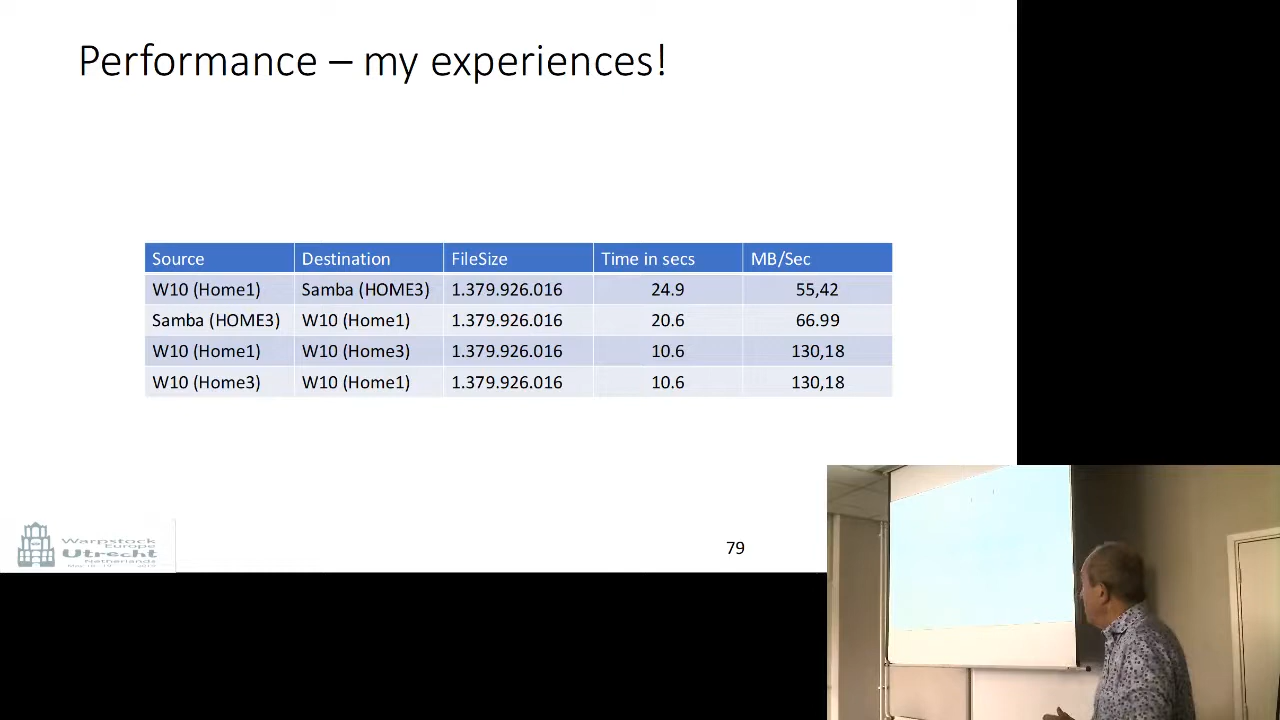 Performance – my experiences!
Source Destination FileSize Time in secs MB/Sec
W10 (Home1) Samba (HOME3) 1.379.926.016 24.9 55,42
Samba (HOME3) W10 (Home1) 1.379.926.016 20.6 66.99
W10 (Home1) W10 (Home3) 1.379.926.016 10.6 130,18
W10 (Home3) W10 (Home1) 1.379.926.016 10.6 130,18
Warpstock
Europe
Utrecht
Netherlands
79